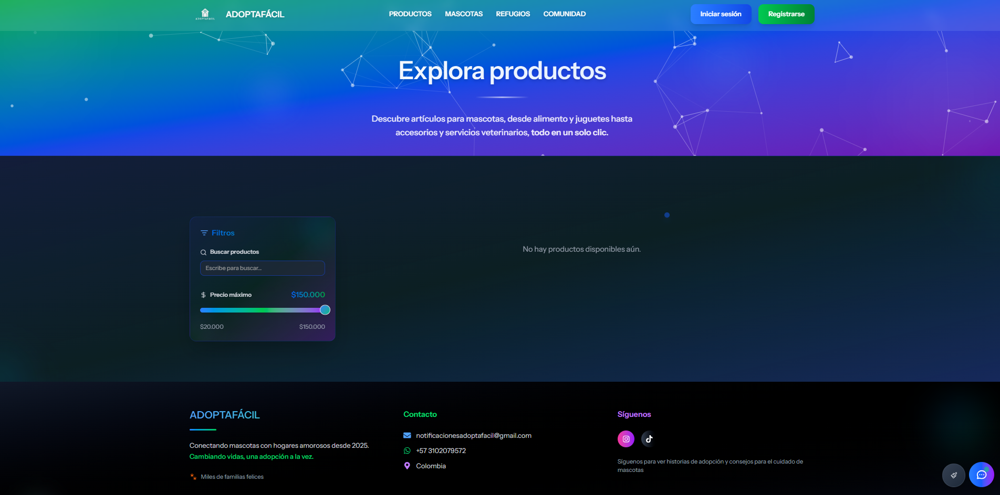 ADOPTAFÁCIL
ADOPTAFÁCIL
PRODUCTOS
MASCOTAS
REFUGIOS
COMUNIDAD
Iniciar sesión
Registrarse
Explora productos
Descubre artículos para mascotas, desde alimento y juguetes hasta
accesorios y servicios veterinarios, todo en un solo clic.
Filtros
Buscar productos
Escribe para buscar...
Precio máximo
$150.000
$20.000
$150.000
No hay productos disponibles aún.
ADOPTAFÁCIL
Conectando mascotas con hogares amorosos desde 2025.
Cambiando vidas, una adopción a la vez.
Miles de familias felices
Contacto
notificacionesadoptafacil@gmail.com
+57 3102079572
Colombia
Síguenos
Síguenos para ver historias de adopción y consejos para el cuidado de
mascotas